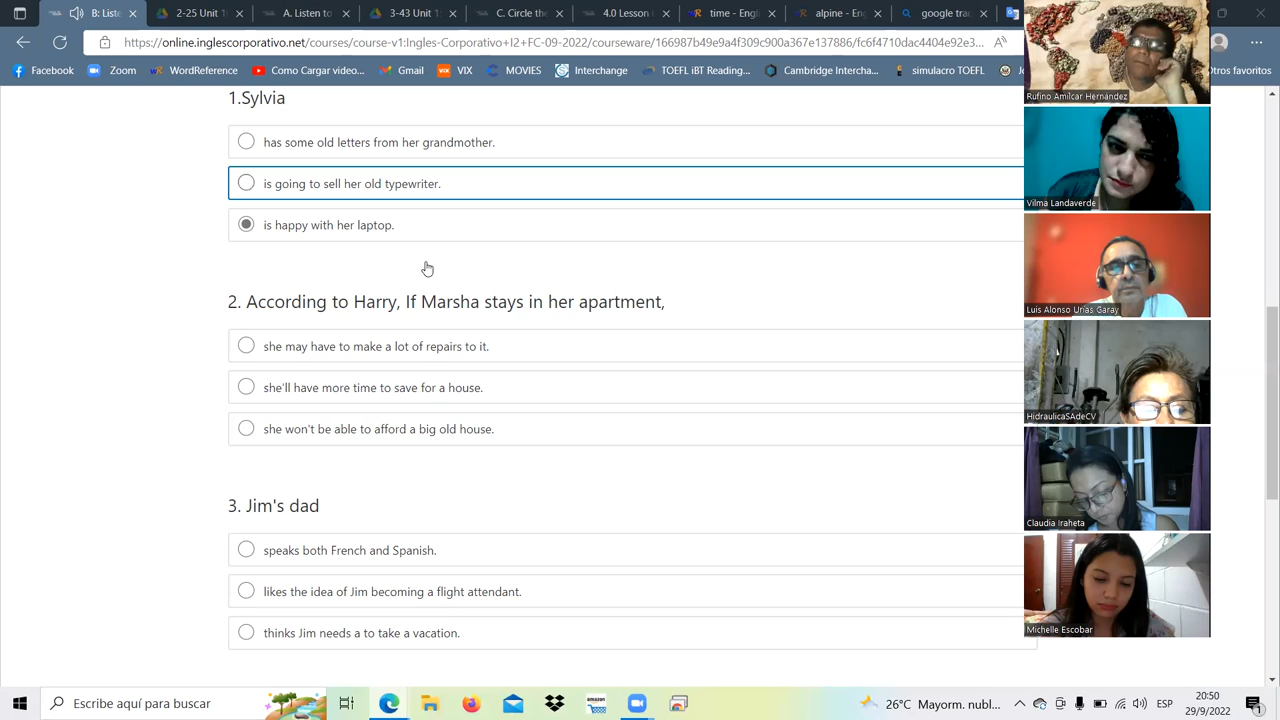 B: Liste
2-25 Unit 1
A. Listen
3-43 Unit 1
C. Circle th
4.0 Lesson
time – Eng
alpine - En
google tra
https://online.inglescorporativo.net/courses/course-v1:Ingles-Corporativo+I2+FC-09-2022/courseware/166987b49e9a4f309c900a367e137886/fc6f4710dac4404e92e3...
Facebook
Zoom
WordReference
Como Cargar video...
Gmail
VIX
MOVIES
Interchange
TOEFL iBT Reading...
Cambridge Intercha...
simulacro TOEFL
Otros favoritos
1.Sylvia
has some old letters from her grandmother.
is going to sell her old typewriter.
is happy with her laptop.
2. According to Harry, If Marsha stays in her apartment,
she may have to make a lot of repairs to it.
she'll have more time to save for a house.
she won't be able to afford a big old house.
3. Jim's dad
speaks both French and Spanish.
likes the idea of Jim becoming a flight attendant.
thinks Jim needs a to take a vacation.
Rufino Amilcar Hernández
Vilma Landaverde
Luis Alonso Urías Garay
HidraulicaSAdeCV
Claudia Iraheta
Michelle Escobar
Escribe aquí para buscar
amazon
26°C Mayorm. nubl...
ESP
20:50
29/9/2022
1